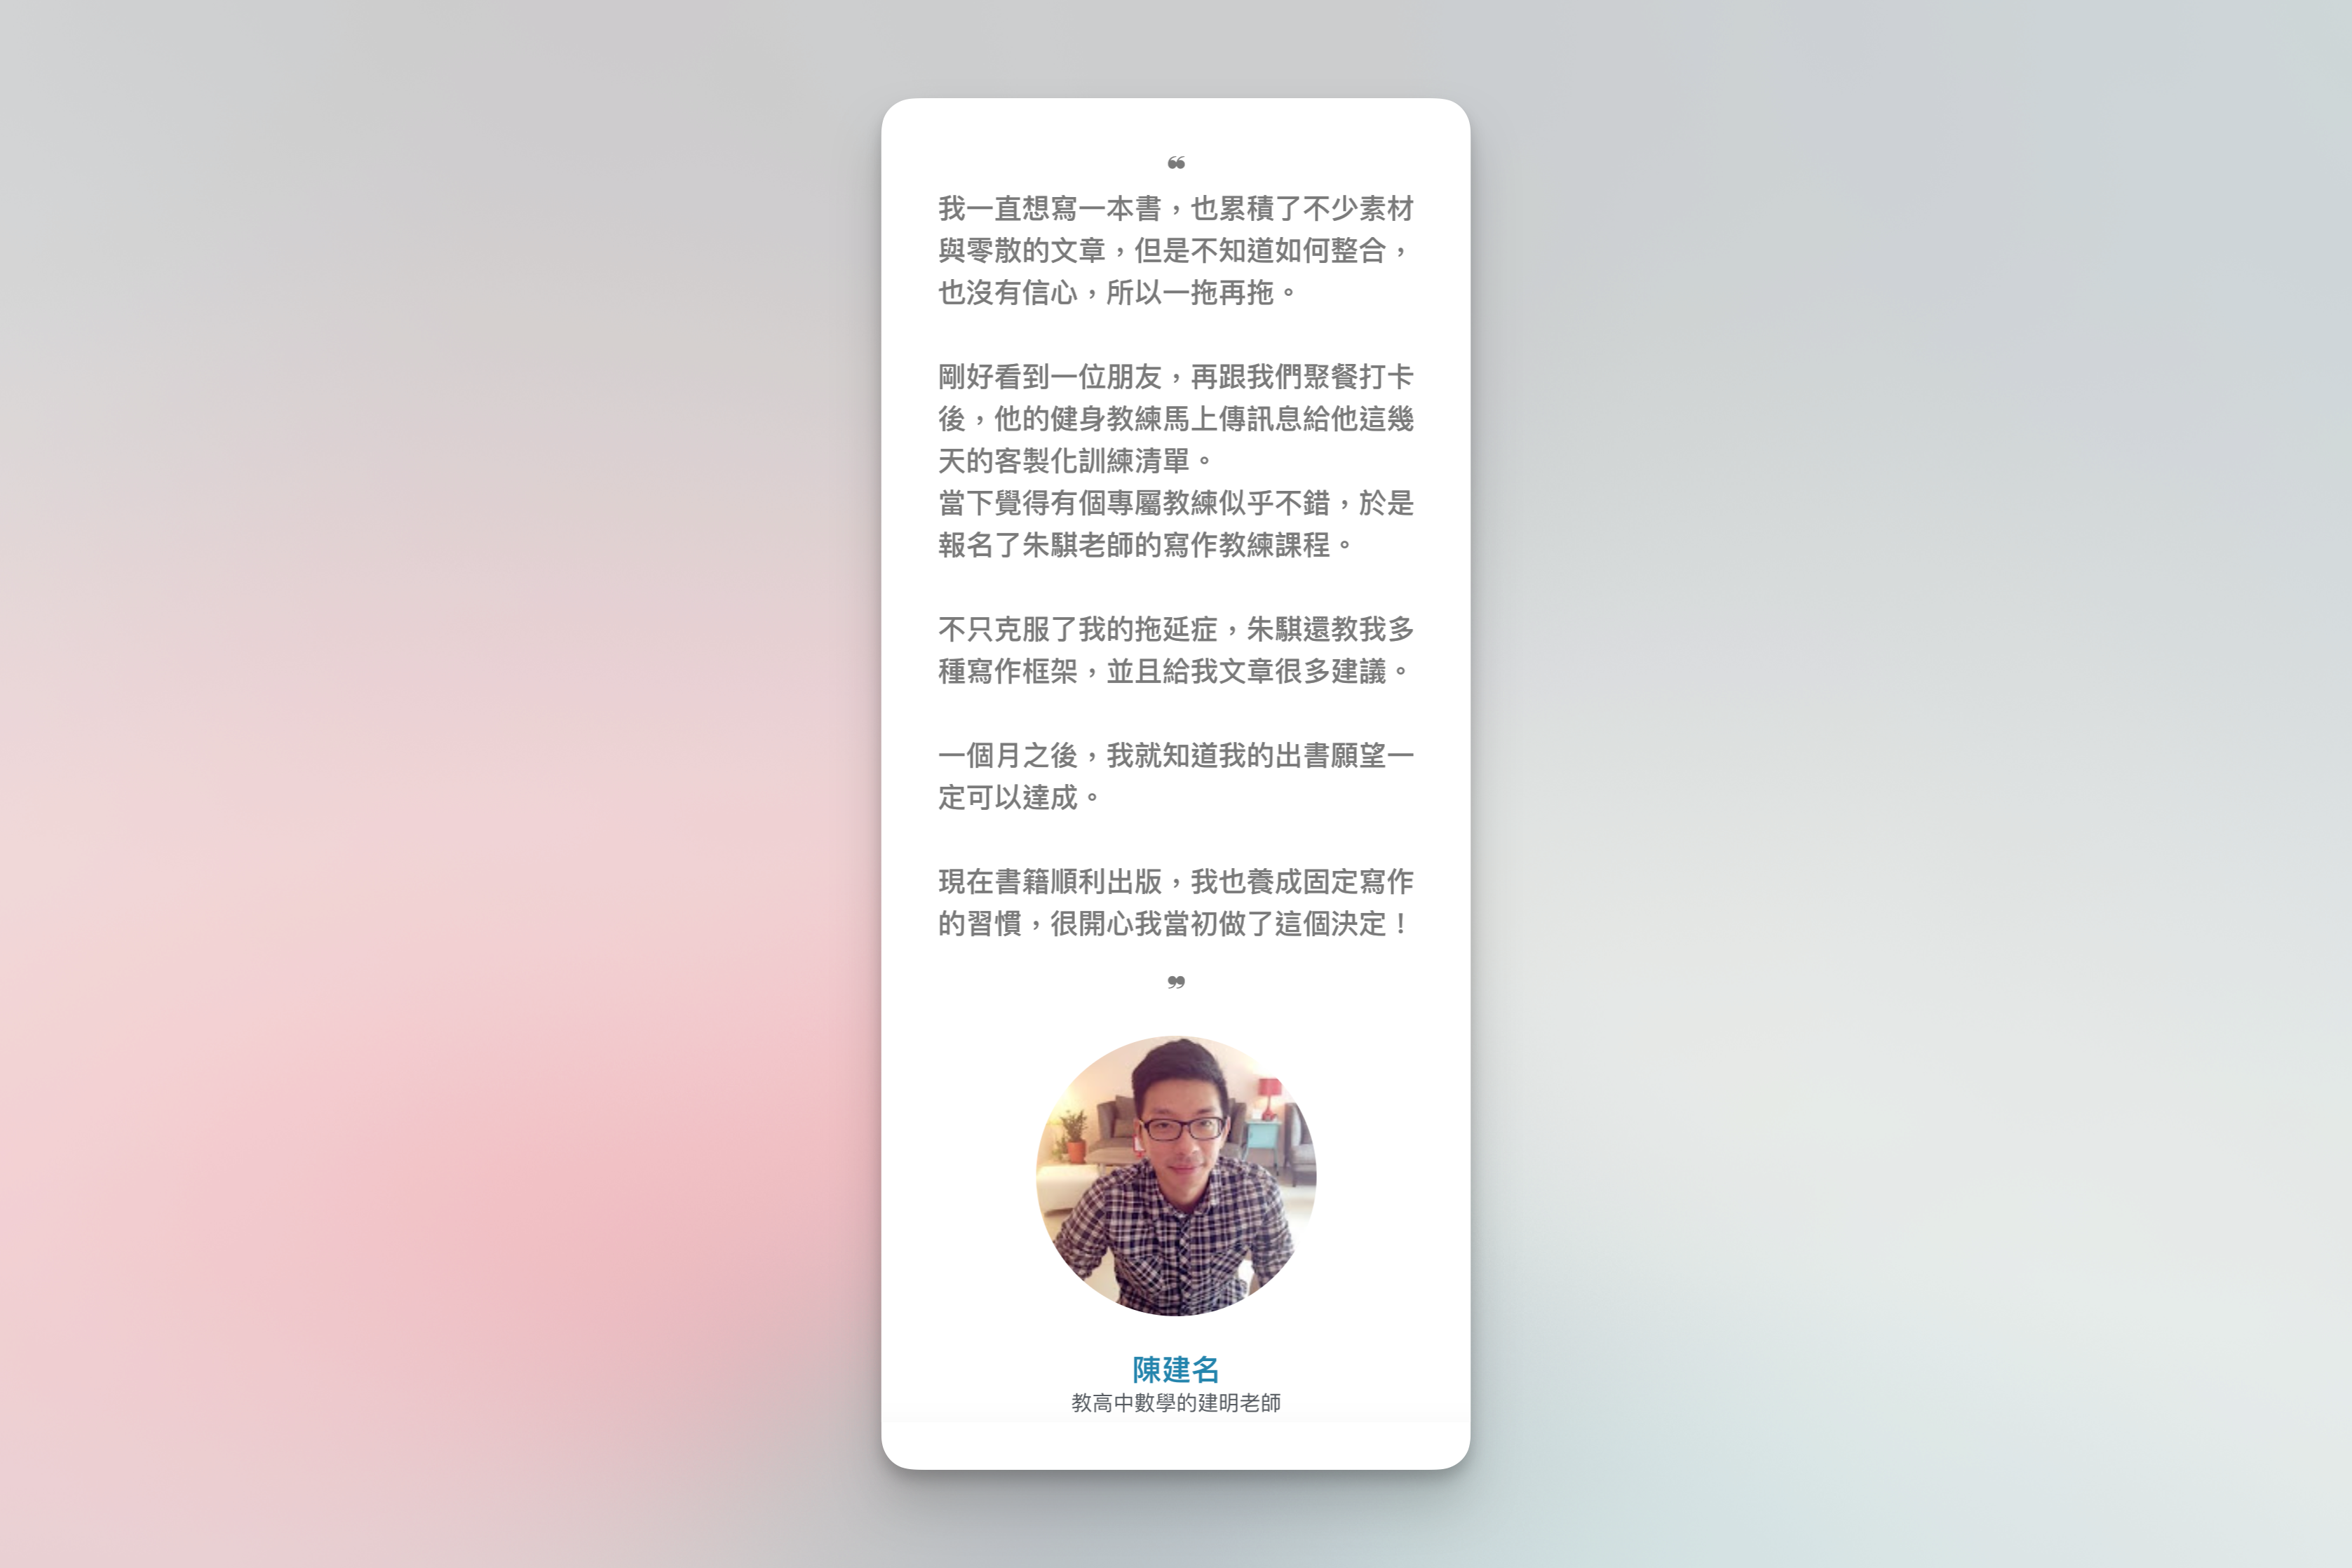 ❝
我一直想寫一本書，也累積了不少素材
與零散的文章，但是不知道如何整合，
也沒有信心，所以一拖再拖。
剛好看到一位朋友，再跟我們聚餐打卡
後，他的健身教練馬上傳訊息給他這幾
天的客製化訓練清單。
當下覺得有個專屬教練似乎不錯，於是
報名了朱騏老師的寫作教練課程。
不只克服了我的拖延症，朱騏還教我多
種寫作框架，並且給我文章很多建議。
一個月之後，我就知道我的出書願望一
定可以達成。
現在書籍順利出版，我也養成固定寫作
的習慣，很開心我當初做了這個決定！
❞
陳建名
教高中數學的建明老師